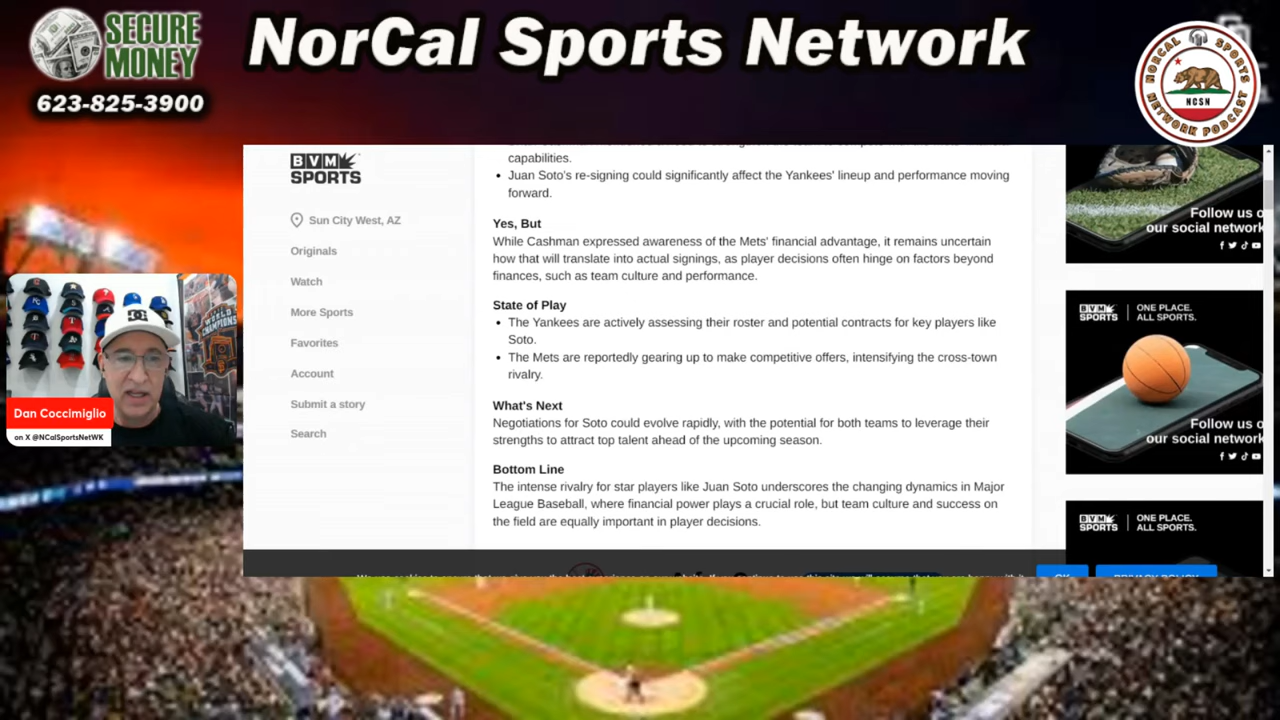 SECURE
MONEY
623-825-3900
NorCal Sports Network
NORCAL SPORTS
NCSN
NETWORK PODCAST
BVM
SPORTS
Sun City West, AZ
Originals
Watch
More Sports
Favorites
Account
Submit a story
Search
capabilities.
• Juan Soto's re-signing could significantly affect the Yankees' lineup and performance moving
forward.
Yes, But
While Cashman expressed awareness of the Mets' financial advantage, it remains uncertain
how that will translate into actual signings, as player decisions often hinge on factors beyond
finances, such as team culture and performance.
State of Play
• The Yankees are actively assessing their roster and potential contracts for key players like
Soto.
• The Mets are reportedly gearing up to make competitive offers, intensifying the cross-town
rivalry.
What's Next
Negotiations for Soto could evolve rapidly, with the potential for both teams to leverage their
strengths to attract top talent ahead of the upcoming season.
Bottom Line
The intense rivalry for star players like Juan Soto underscores the changing dynamics in Major
League Baseball, where financial power plays a crucial role, but team culture and success on
the field are equally important in player decisions.
OK
PRIVACY POLICY
Follow us o
our social network
BVM
SPORTS
ONE PLACE.
ALL SPORTS.
Follow us o
our social network
BVM
SPORTS
ONE PLACE.
ALL SPORTS.
WORLD
CHAMPIONS
Dan Coccimiglio
on X @NCalSportsNetWK